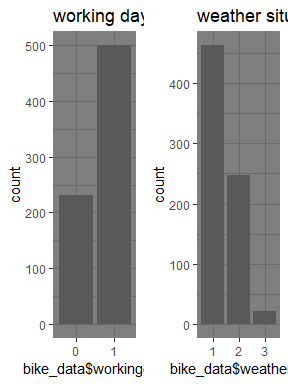 working day
count
500
400
300
200
100
0
0 1
bike_data$working
weather situ
count
400
300
200
100
0
1 2 3
bike_data$weathe